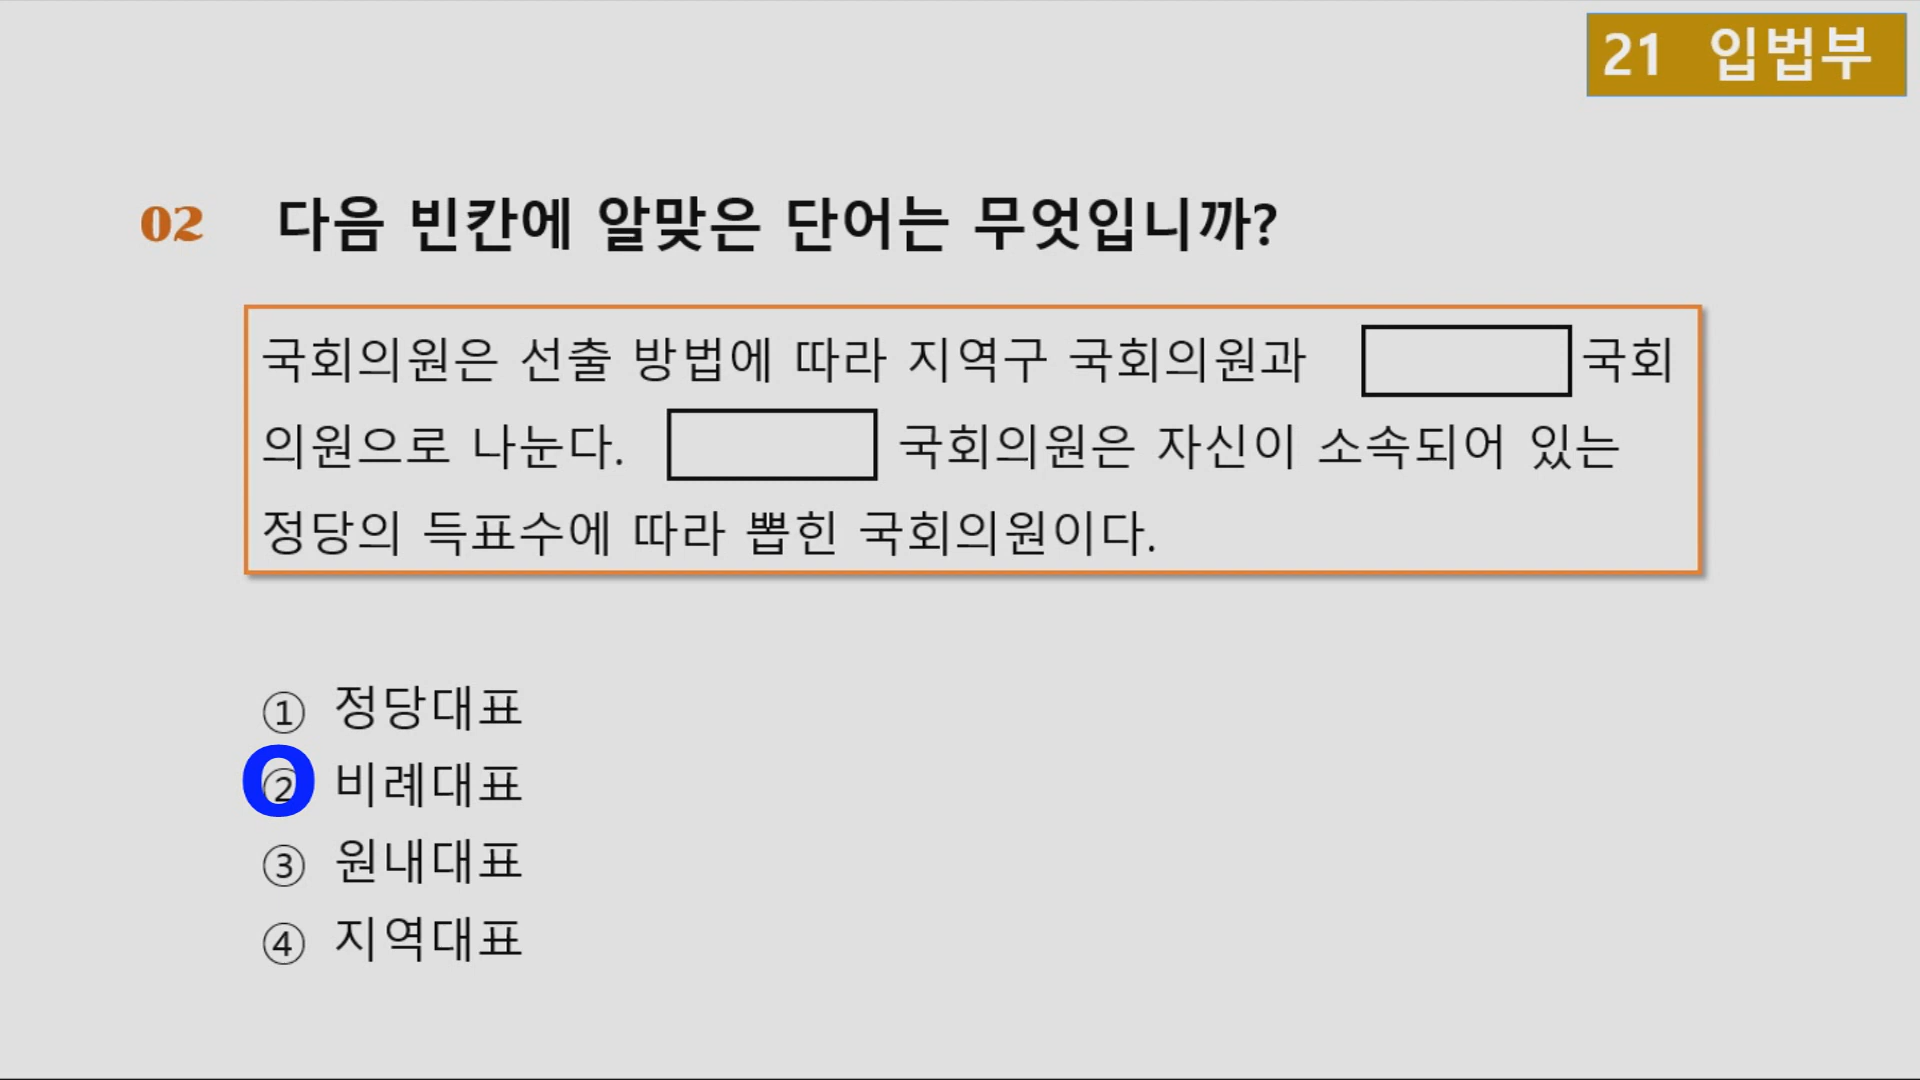 21 입법부
02 다음 빈칸에 알맞은 단어는 무엇입니까?
국회의원은 선출 방법에 따라 지역구 국회의원과 국회
의원으로 나눈다. 국회의원은 자신이 소속되어 있는
정당의 득표수에 따라 뽑힌 국회의원이다.
① 정당대표
② 비례대표
③ 원내대표
④ 지역대표